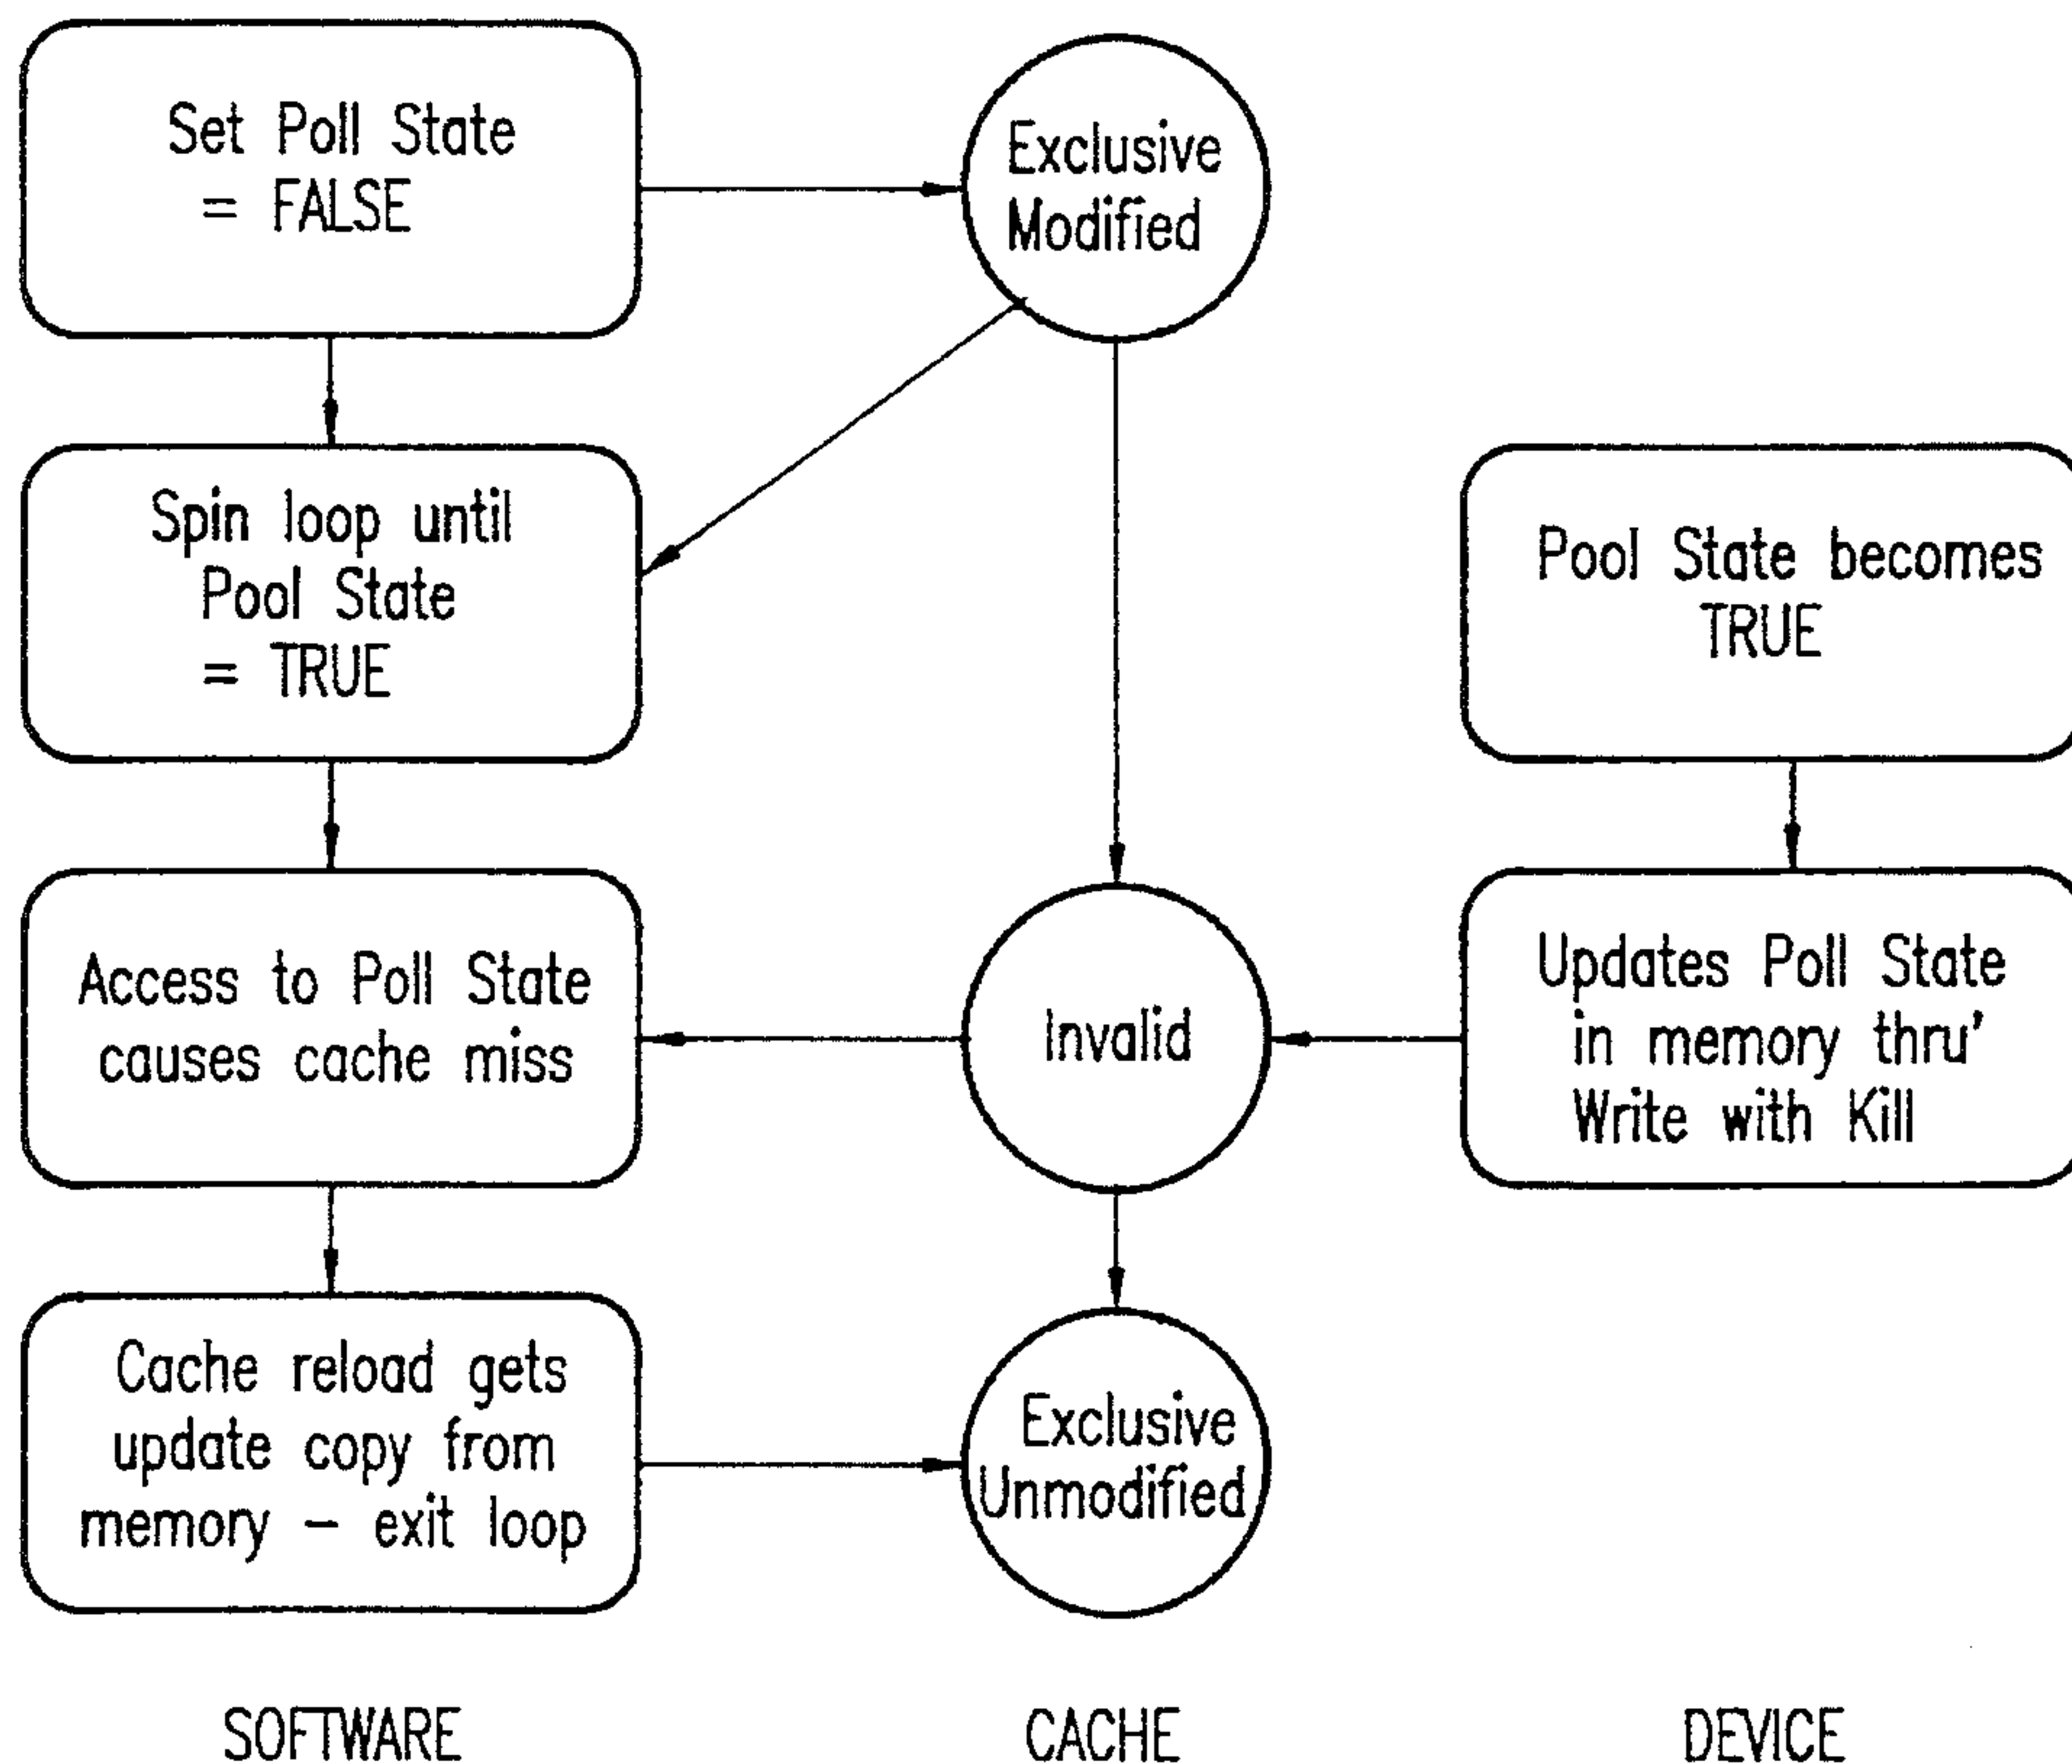 Set Poll State
= FALSE
Exclusive
Modified
Spin loop until
Pool State
= TRUE
Pool State becomes
TRUE
Access to Poll State
causes cache miss
Invalid
Updates Poll State
in memory thru'
Write with Kill
Cache reload gets
update copy from
memory – exit loop
Exclusive
Unmodified
SOFTWARE
CACHE
DEVICE